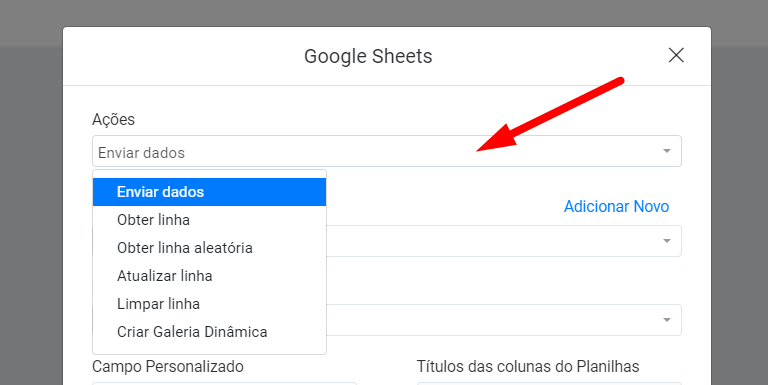 Google Sheets
Ações
Enviar dados
Enviar dados
Obter linha
Obter linha aleatória
Atualizar linha
Limpar linha
Criar Galeria Dinâmica
Adicionar Novo
Campo Personalizado
Títulos das colunas do Planilhas